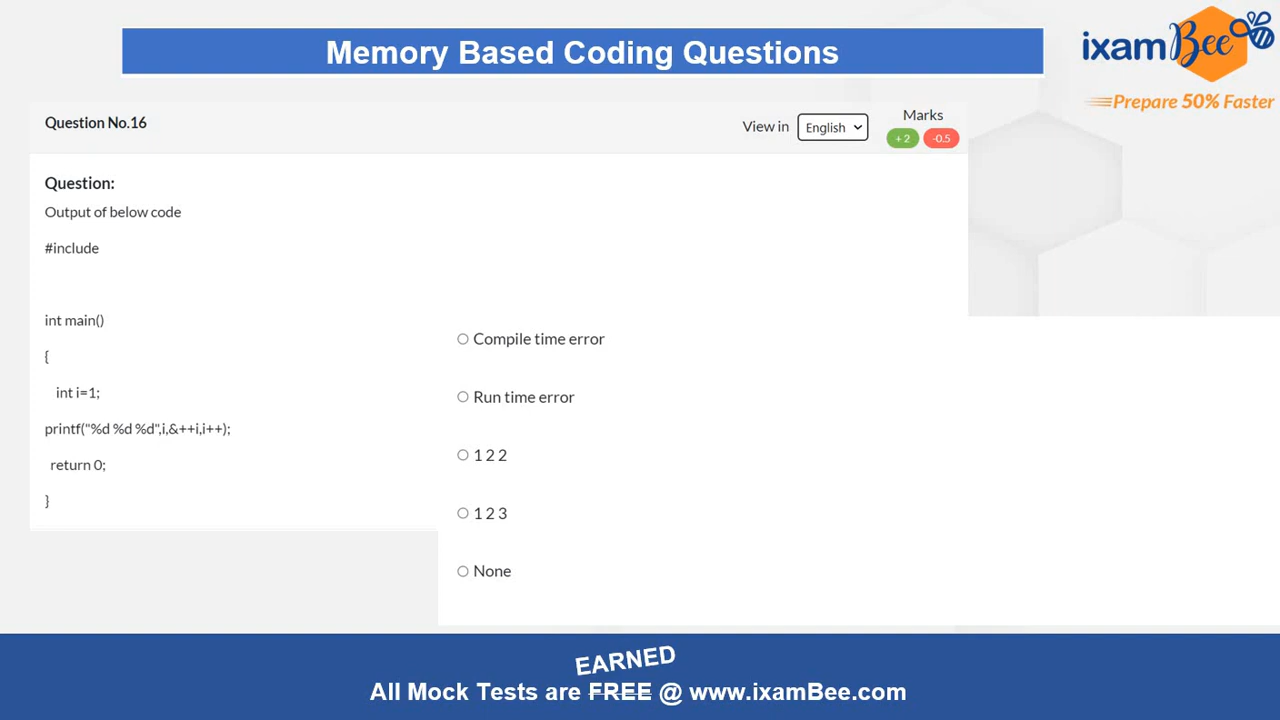 Memory Based Coding Questions
ixamBee
Prepare 50% Faster
Question No.16
View in English
Marks
+ 2 -0.5
Question:
Output of below code
#include
int main()
{
int i=1;
printf("%d %d %d",i,&++i,i++);
return 0;
}
Compile time error
Run time error
1 2 2
1 2 3
None
EARNED
All Mock Tests are FREE @ www.ixamBee.com